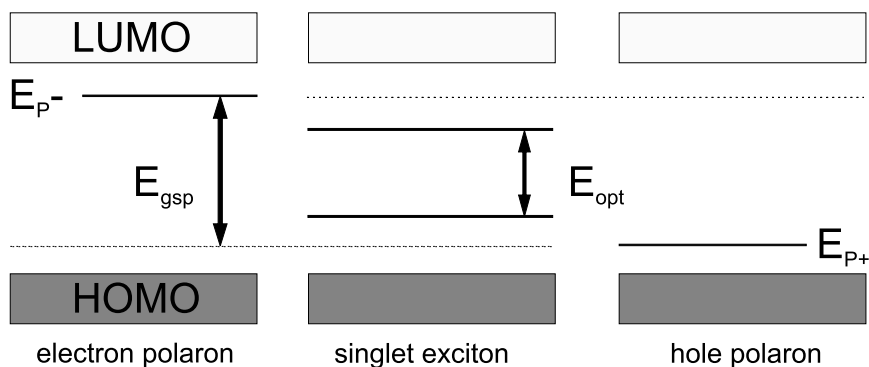 LUMO
E_P-
E_gsp
E_opt
E_P+
HOMO
electron polaron
singlet exciton
hole polaron